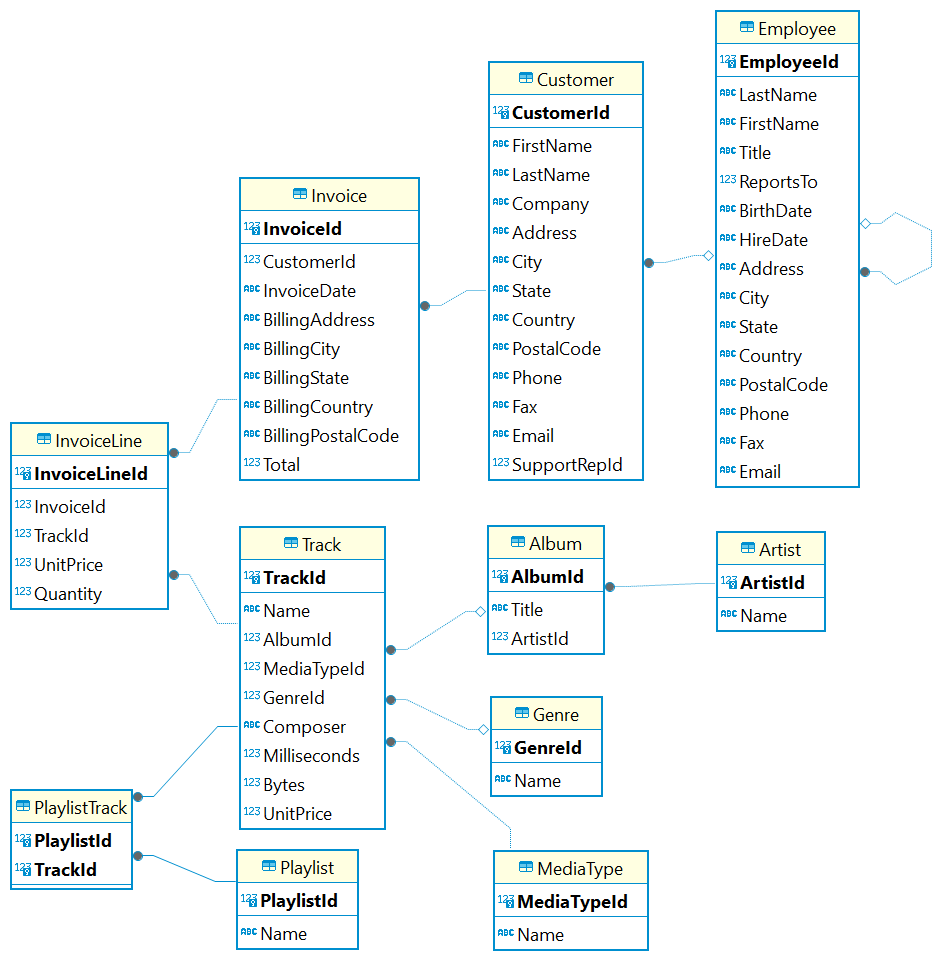 Employee
123 EmployeeId
ABC LastName
ABC FirstName
ABC Title
123 ReportsTo
ABC BirthDate
ABC HireDate
ABC Address
ABC City
ABC State
ABC Country
ABC PostalCode
ABC Phone
ABC Fax
ABC Email
Customer
123 CustomerId
ABC FirstName
ABC LastName
ABC Company
ABC Address
ABC City
ABC State
ABC Country
ABC PostalCode
ABC Phone
ABC Fax
ABC Email
123 SupportRepId
Invoice
123 InvoiceId
123 CustomerId
ABC InvoiceDate
ABC BillingAddress
ABC BillingCity
ABC BillingState
ABC BillingCountry
ABC BillingPostalCode
123 Total
InvoiceLine
123 InvoiceLineId
123 InvoiceId
123 TrackId
123 UnitPrice
123 Quantity
Track
123 TrackId
ABC Name
123 AlbumId
123 MediaTypeId
123 GenreId
ABC Composer
123 Milliseconds
123 Bytes
123 UnitPrice
Album
123 AlbumId
ABC Title
123 ArtistId
Artist
123 ArtistId
ABC Name
Genre
123 GenreId
ABC Name
PlaylistTrack
123 PlaylistId
123 TrackId
Playlist
123 PlaylistId
ABC Name
MediaType
123 MediaTypeId
ABC Name